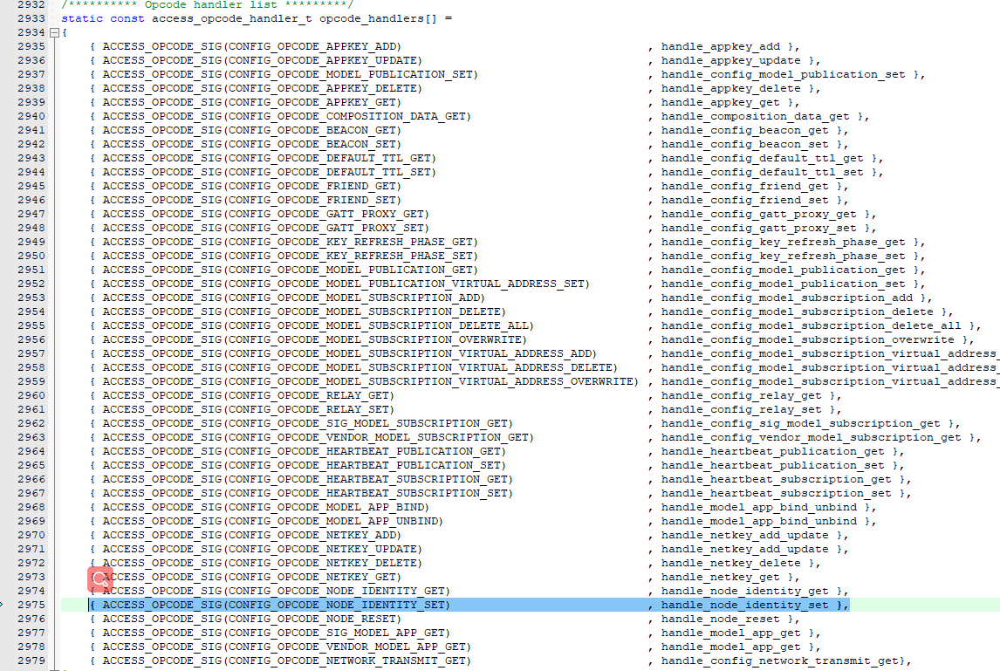 2932 /********** Opcode handler list *********/
2933 static const access_opcode_handler_t opcode_handlers[] =
2934 {
2935 { ACCESS_OPCODE_SIG(CONFIG_OPCODE_APPKEY_ADD) , handle_appkey_add },
2936 { ACCESS_OPCODE_SIG(CONFIG_OPCODE_APPKEY_UPDATE) , handle_appkey_update },
2937 { ACCESS_OPCODE_SIG(CONFIG_OPCODE_MODEL_PUBLICATION_SET) , handle_config_model_publication_set },
2938 { ACCESS_OPCODE_SIG(CONFIG_OPCODE_APPKEY_DELETE) , handle_appkey_delete },
2939 { ACCESS_OPCODE_SIG(CONFIG_OPCODE_APPKEY_GET) , handle_appkey_get },
2940 { ACCESS_OPCODE_SIG(CONFIG_OPCODE_COMPOSITION_DATA_GET) , handle_composition_data_get },
2941 { ACCESS_OPCODE_SIG(CONFIG_OPCODE_BEACON_GET) , handle_config_beacon_get },
2942 { ACCESS_OPCODE_SIG(CONFIG_OPCODE_BEACON_SET) , handle_config_beacon_set },
2943 { ACCESS_OPCODE_SIG(CONFIG_OPCODE_DEFAULT_TTL_GET) , handle_config_default_ttl_get },
2944 { ACCESS_OPCODE_SIG(CONFIG_OPCODE_DEFAULT_TTL_SET) , handle_config_default_ttl_set },
2945 { ACCESS_OPCODE_SIG(CONFIG_OPCODE_FRIEND_GET) , handle_config_friend_get },
2946 { ACCESS_OPCODE_SIG(CONFIG_OPCODE_FRIEND_SET) , handle_config_friend_set },
2947 { ACCESS_OPCODE_SIG(CONFIG_OPCODE_GATT_PROXY_GET) , handle_config_gatt_proxy_get },
2948 { ACCESS_OPCODE_SIG(CONFIG_OPCODE_GATT_PROXY_SET) , handle_config_gatt_proxy_set },
2949 { ACCESS_OPCODE_SIG(CONFIG_OPCODE_KEY_REFRESH_PHASE_GET) , handle_config_key_refresh_phase_get },
2950 { ACCESS_OPCODE_SIG(CONFIG_OPCODE_KEY_REFRESH_PHASE_SET) , handle_config_key_refresh_phase_set },
2951 { ACCESS_OPCODE_SIG(CONFIG_OPCODE_MODEL_PUBLICATION_GET) , handle_config_model_publication_get },
2952 { ACCESS_OPCODE_SIG(CONFIG_OPCODE_MODEL_PUBLICATION_VIRTUAL_ADDRESS_SET) , handle_config_model_publication_set },
2953 { ACCESS_OPCODE_SIG(CONFIG_OPCODE_MODEL_SUBSCRIPTION_ADD) , handle_config_model_subscription_add },
2954 { ACCESS_OPCODE_SIG(CONFIG_OPCODE_MODEL_SUBSCRIPTION_DELETE) , handle_config_model_subscription_delete },
2955 { ACCESS_OPCODE_SIG(CONFIG_OPCODE_MODEL_SUBSCRIPTION_DELETE_ALL) , handle_config_model_subscription_delete_all },
2956 { ACCESS_OPCODE_SIG(CONFIG_OPCODE_MODEL_SUBSCRIPTION_OVERWRITE) , handle_config_model_subscription_overwrite },
2957 { ACCESS_OPCODE_SIG(CONFIG_OPCODE_MODEL_SUBSCRIPTION_VIRTUAL_ADDRESS_ADD) , handle_config_model_subscription_virtual_address_
2958 { ACCESS_OPCODE_SIG(CONFIG_OPCODE_MODEL_SUBSCRIPTION_VIRTUAL_ADDRESS_DELETE) , handle_config_model_subscription_virtual_address_
2959 { ACCESS_OPCODE_SIG(CONFIG_OPCODE_MODEL_SUBSCRIPTION_VIRTUAL_ADDRESS_OVERWRITE) , handle_config_model_subscription_virtual_address_
2960 { ACCESS_OPCODE_SIG(CONFIG_OPCODE_RELAY_GET) , handle_config_relay_get },
2961 { ACCESS_OPCODE_SIG(CONFIG_OPCODE_RELAY_SET) , handle_config_relay_set },
2962 { ACCESS_OPCODE_SIG(CONFIG_OPCODE_SIG_MODEL_SUBSCRIPTION_GET) , handle_config_sig_model_subscription_get },
2963 { ACCESS_OPCODE_SIG(CONFIG_OPCODE_VENDOR_MODEL_SUBSCRIPTION_GET) , handle_config_vendor_model_subscription_get },
2964 { ACCESS_OPCODE_SIG(CONFIG_OPCODE_HEARTBEAT_PUBLICATION_GET) , handle_heartbeat_publication_get },
2965 { ACCESS_OPCODE_SIG(CONFIG_OPCODE_HEARTBEAT_PUBLICATION_SET) , handle_heartbeat_publication_set },
2966 { ACCESS_OPCODE_SIG(CONFIG_OPCODE_HEARTBEAT_SUBSCRIPTION_GET) , handle_heartbeat_subscription_get },
2967 { ACCESS_OPCODE_SIG(CONFIG_OPCODE_HEARTBEAT_SUBSCRIPTION_SET) , handle_heartbeat_subscription_set },
2968 { ACCESS_OPCODE_SIG(CONFIG_OPCODE_MODEL_APP_BIND) , handle_model_app_bind_unbind },
2969 { ACCESS_OPCODE_SIG(CONFIG_OPCODE_MODEL_APP_UNBIND) , handle_model_app_bind_unbind },
2970 { ACCESS_OPCODE_SIG(CONFIG_OPCODE_NETKEY_ADD) , handle_netkey_add_update },
2971 { ACCESS_OPCODE_SIG(CONFIG_OPCODE_NETKEY_UPDATE) , handle_netkey_add_update },
2972 { ACCESS_OPCODE_SIG(CONFIG_OPCODE_NETKEY_DELETE) , handle_netkey_delete },
2973 { ACCESS_OPCODE_SIG(CONFIG_OPCODE_NETKEY_GET) , handle_netkey_get },
2974 { ACCESS_OPCODE_SIG(CONFIG_OPCODE_NODE_IDENTITY_GET) , handle_node_identity_get },
2975 { ACCESS_OPCODE_SIG(CONFIG_OPCODE_NODE_IDENTITY_SET) , handle_node_identity_set },
2976 { ACCESS_OPCODE_SIG(CONFIG_OPCODE_NODE_RESET) , handle_node_reset },
2977 { ACCESS_OPCODE_SIG(CONFIG_OPCODE_SIG_MODEL_APP_GET) , handle_model_app_get },
2978 { ACCESS_OPCODE_SIG(CONFIG_OPCODE_VENDOR_MODEL_APP_GET) , handle_model_app_get },
2979 { ACCESS_OPCODE_SIG(CONFIG_OPCODE_NETWORK_TRANSMIT_GET) , handle_config_network_transmit_get},